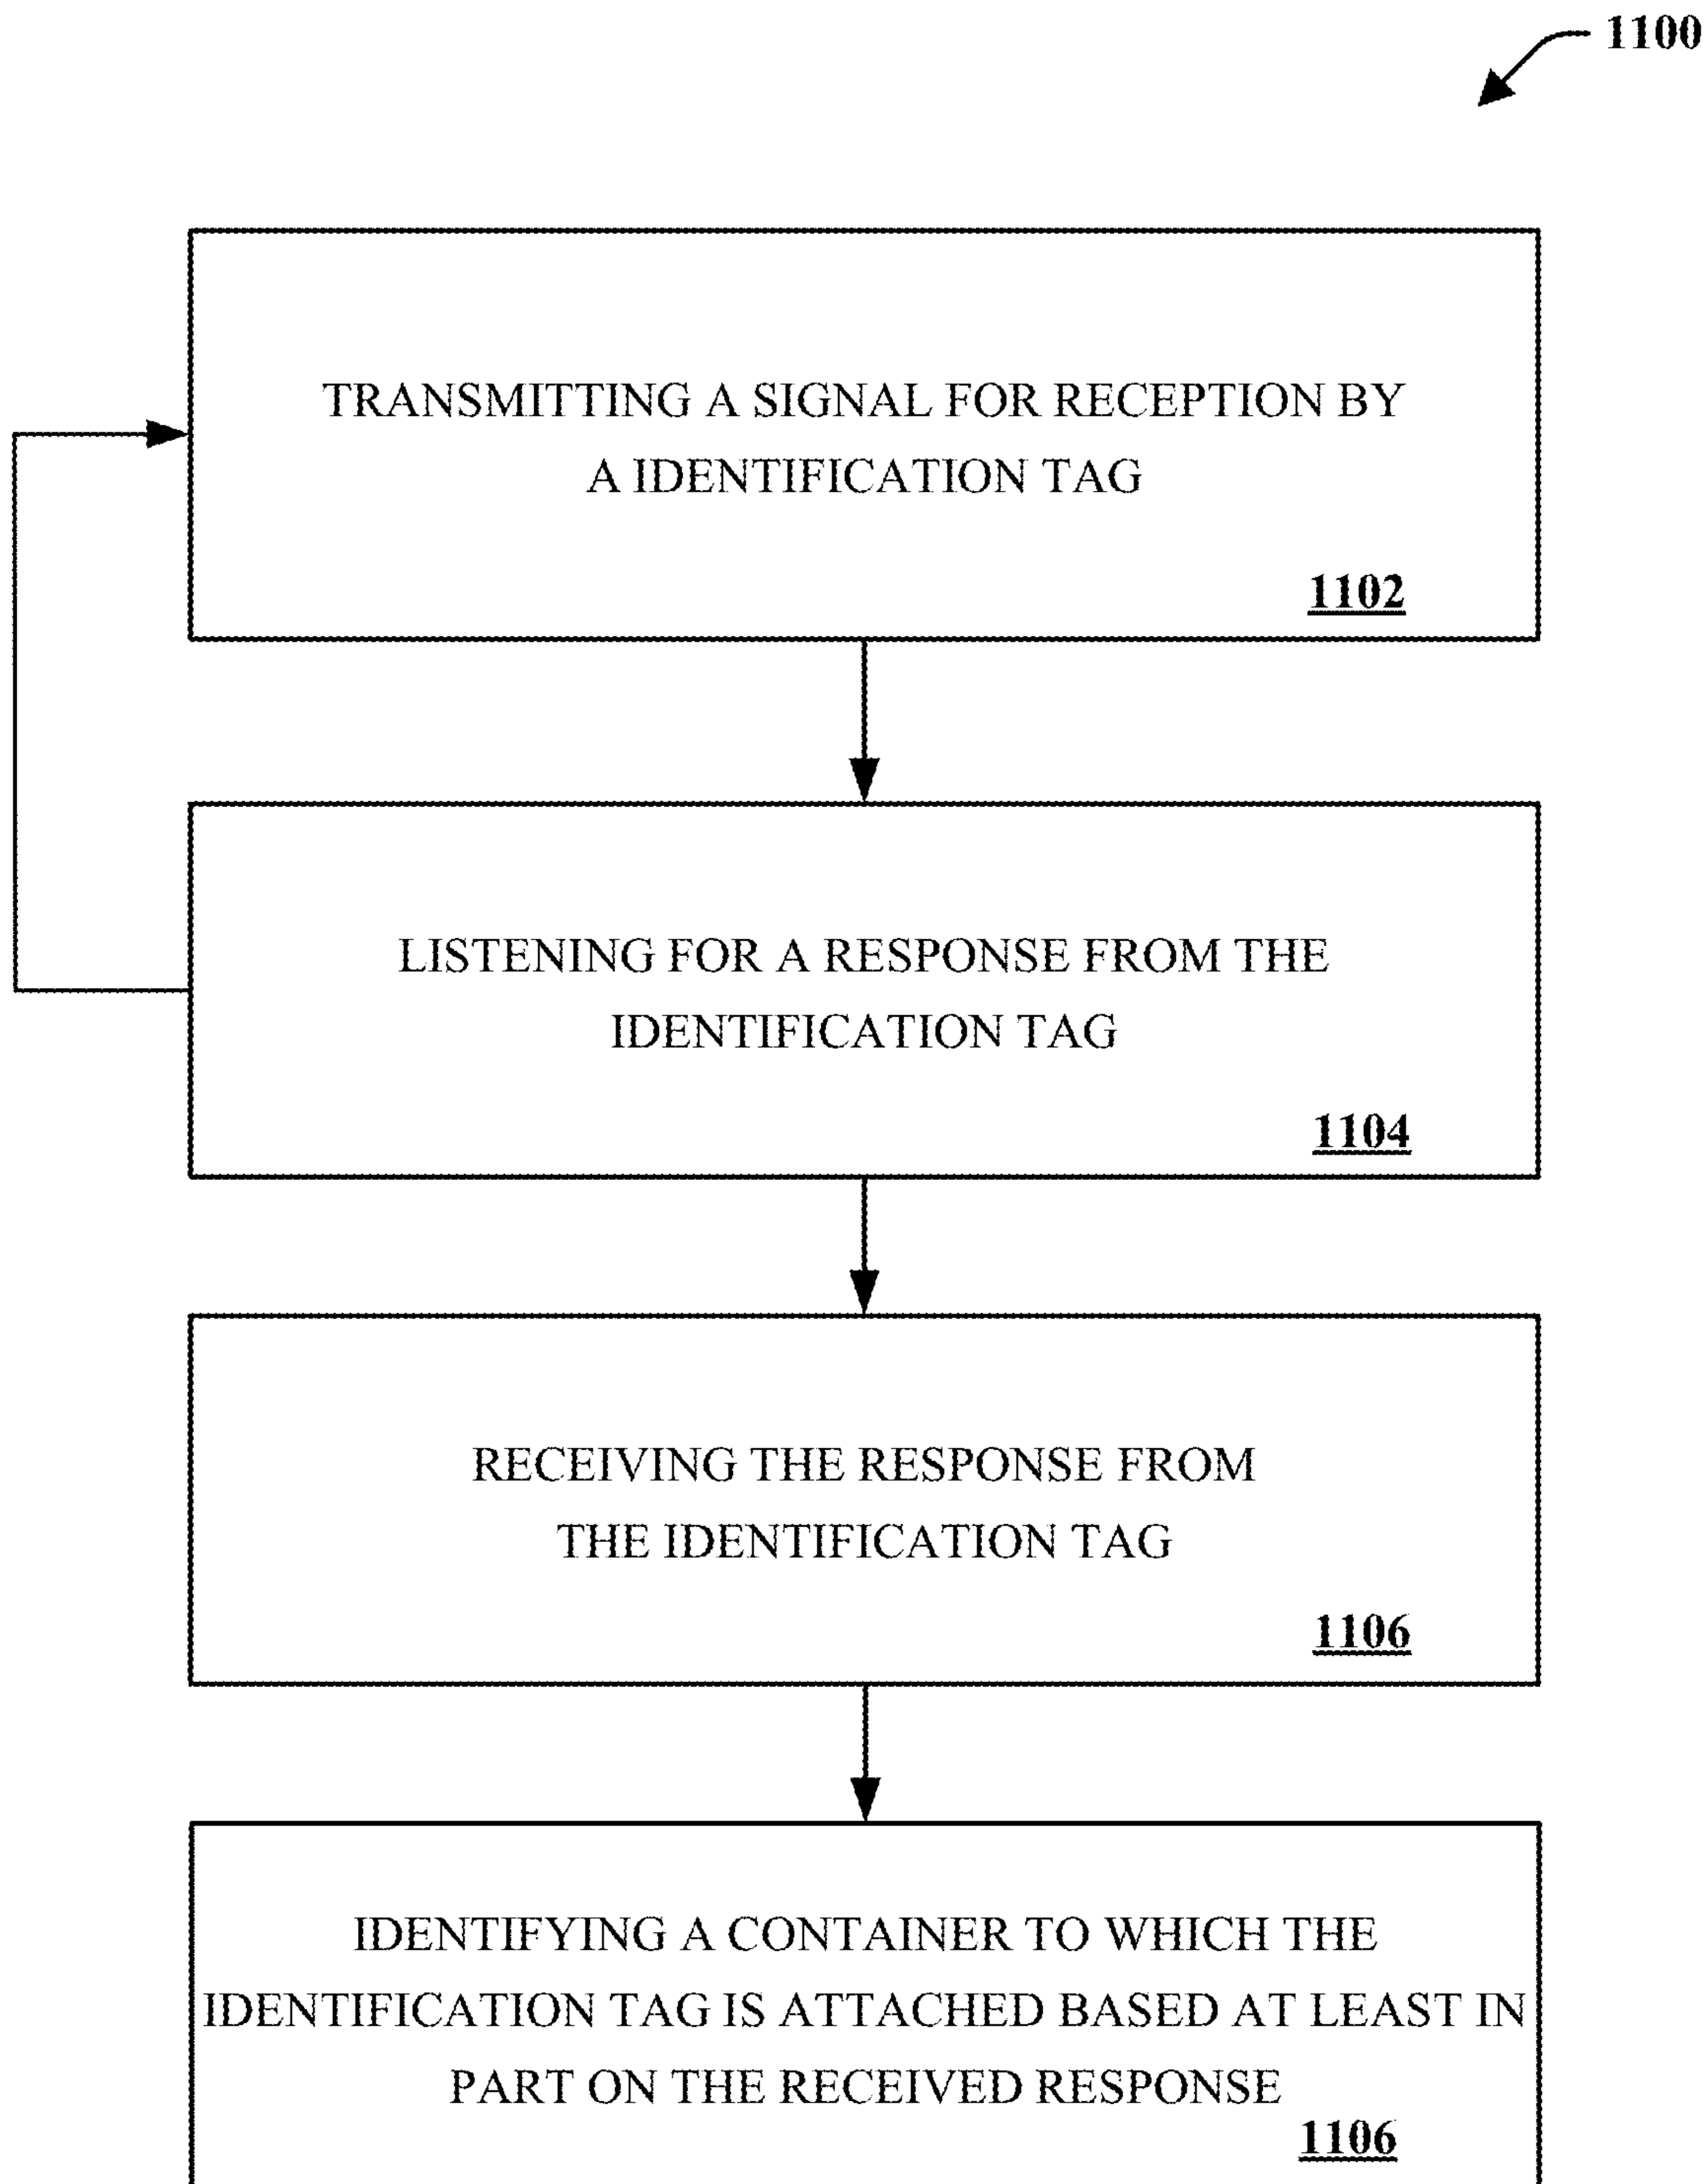 1100
TRANSMITTING A SIGNAL FOR RECEPTION BY
A IDENTIFICATION TAG
1102
LISTENING FOR A RESPONSE FROM THE
IDENTIFICATION TAG
1104
RECEIVING THE RESPONSE FROM
THE IDENTIFICATION TAG
1106
IDENTIFYING A CONTAINER TO WHICH THE
IDENTIFICATION TAG IS ATTACHED BASED AT LEAST IN
PART ON THE RECEIVED RESPONSE
1106